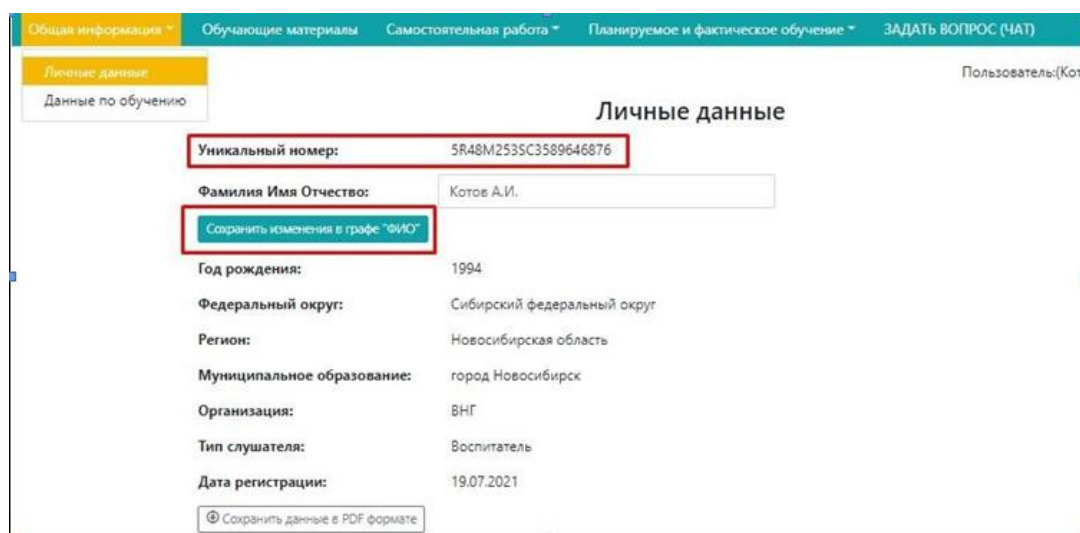 Общая информация Обучающие материалы Самостоятельная работа Планируемое и фактическое обучение ЗАДАТЬ ВОПРОС (ЧАТ)
Личные данные Пользователь:(Кот
Данные по обучению
Личные данные
Уникальный номер: 5R48M253SC3589646876
Фамилия Имя Отчество: Котов А.И.
Сохранить изменения в графе "ФИО"
Год рождения: 1994
Федеральный округ: Сибирский федеральный округ
Регион: Новосибирская область
Муниципальное образование: город Новосибирск
Организация: ВНГ
Тип слушателя: Воспитатель
Дата регистрации: 19.07.2021
Сохранить данные в PDF формате